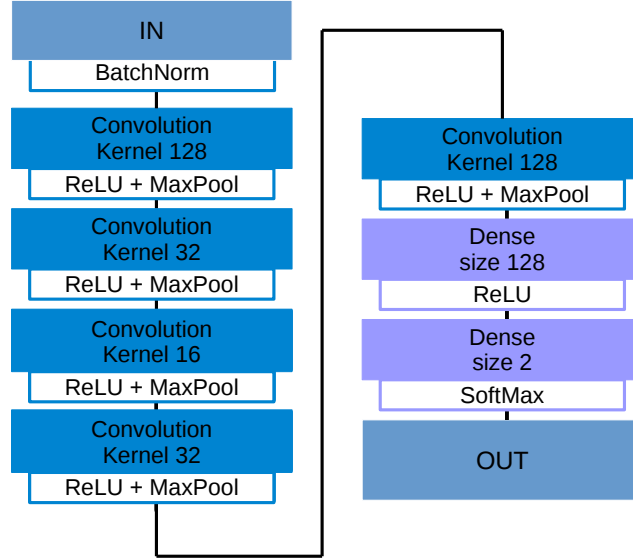 IN
BatchNorm
Convolution
Kernel 128
ReLU + MaxPool
Convolution
Kernel 32
ReLU + MaxPool
Convolution
Kernel 16
ReLU + MaxPool
Convolution
Kernel 32
ReLU + MaxPool
Convolution
Kernel 128
ReLU + MaxPool
Dense
size 128
ReLU
Dense
size 2
SoftMax
OUT